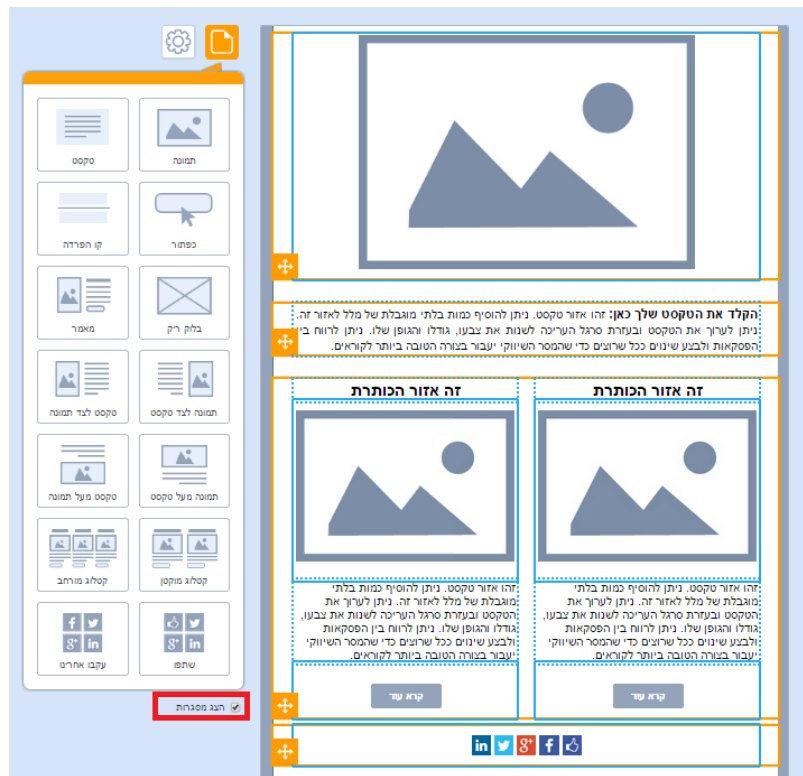 תמונה
טקסט
כפתור
קו הפרדה
בלוק ריק
מאמר
תמונה לצד טקסט
טקסט לצד תמונה
תמונה מעל טקסט
טקסט מעל תמונה
קטלוג מוקטן
קטלוג מורחב
שתפו
עקבו אחרינו
הצג מסגרות
הקלד את הטקסט שלך כאן: זהו אזור טקסט. ניתן להוסיף כמות בלתי מוגבלת של מלל לאזור זה.
ניתן לערוך את הטקסט ובעזרת סרגל העריכה לשנות את צבעו, גודלו והגופן שלו. ניתן לרווח בין
הפסקאות ולבצע שינוים ככל שרוצים כדי שהמסר השיווקי יעבור בצורה הטובה ביותר לקוראים.
זה אזור הכותרת
זהו אזור טקסט. ניתן להוסיף כמות בלתי
מוגבלת של מלל לאזור זה. ניתן לערוך את
הטקסט ובעזרת סרגל העריכה לשנות את צבעו,
גודלו והגופן שלו. ניתן לרווח בין הפסקאות
ולבצע שינוים ככל שרוצים כדי שהמסר השיווקי
יעבור בצורה הטובה ביותר לקוראים.
קרא עוד
זה אזור הכותרת
זהו אזור טקסט. ניתן להוסיף כמות בלתי
מוגבלת של מלל לאזור זה. ניתן לערוך את
הטקסט ובעזרת סרגל העריכה לשנות את צבעו,
גודלו והגופן שלו. ניתן לרווח בין הפסקאות
ולבצע שינוים ככל שרוצים כדי שהמסר השיווקי
יעבור בצורה הטובה ביותר לקוראים.
קרא עוד